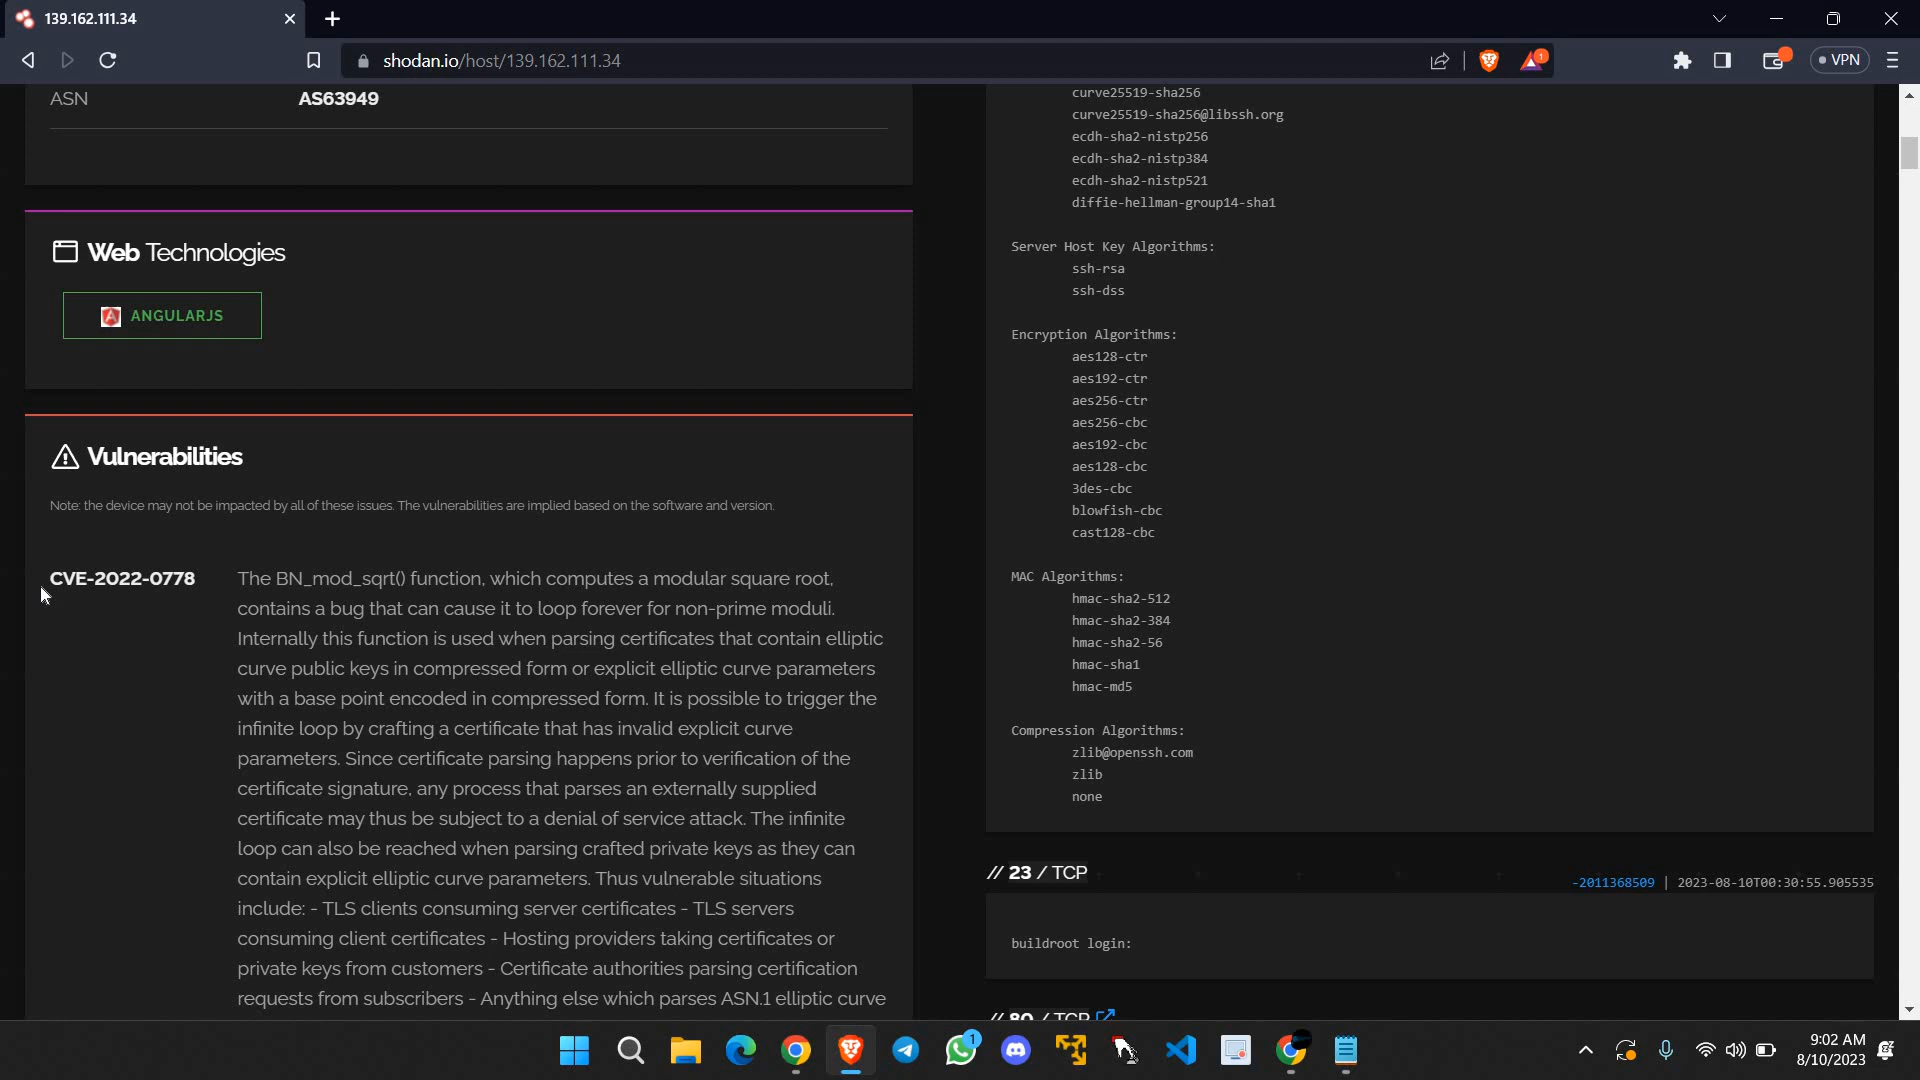 139.162.111.34
shodan.io/host/139.162.111.34
1
VPN
ASN AS63949
Web Technologies
ANGULARJS
Vulnerabilities
Note: the device may not be impacted by all of these issues. The vulnerabilities are implied based on the software and version.
CVE-2022-0778
The BN_mod_sqrt() function, which computes a modular square root,
contains a bug that can cause it to loop forever for non-prime moduli.
Internally this function is used when parsing certificates that contain elliptic
curve public keys in compressed form or explicit elliptic curve parameters
with a base point encoded in compressed form. It is possible to trigger the
infinite loop by crafting a certificate that has invalid explicit curve
parameters. Since certificate parsing happens prior to verification of the
certificate signature, any process that parses an externally supplied
certificate may thus be subject to a denial of service attack. The infinite
loop can also be reached when parsing crafted private keys as they can
contain explicit elliptic curve parameters. Thus vulnerable situations
include: - TLS clients consuming server certificates - TLS servers
consuming client certificates - Hosting providers taking certificates or
private keys from customers - Certificate authorities parsing certification
requests from subscribers - Anything else which parses ASN.1 elliptic curve
curve25519-sha256
curve25519-sha256@libssh.org
ecdh-sha2-nistp256
ecdh-sha2-nistp384
ecdh-sha2-nistp521
diffie-hellman-group14-sha1
Server Host Key Algorithms:
ssh-rsa
ssh-dss
Encryption Algorithms:
aes128-ctr
aes192-ctr
aes256-ctr
aes256-cbc
aes192-cbc
aes128-cbc
3des-cbc
blowfish-cbc
cast128-cbc
MAC Algorithms:
hmac-sha2-512
hmac-sha2-384
hmac-sha2-56
hmac-sha1
hmac-md5
Compression Algorithms:
zlib@openssh.com
zlib
none
// 23 / TCP
-2011368509 | 2023-08-10T00:30:55.905535
buildroot login:
// 80 / TCP
1
9:02 AM
8/10/2023